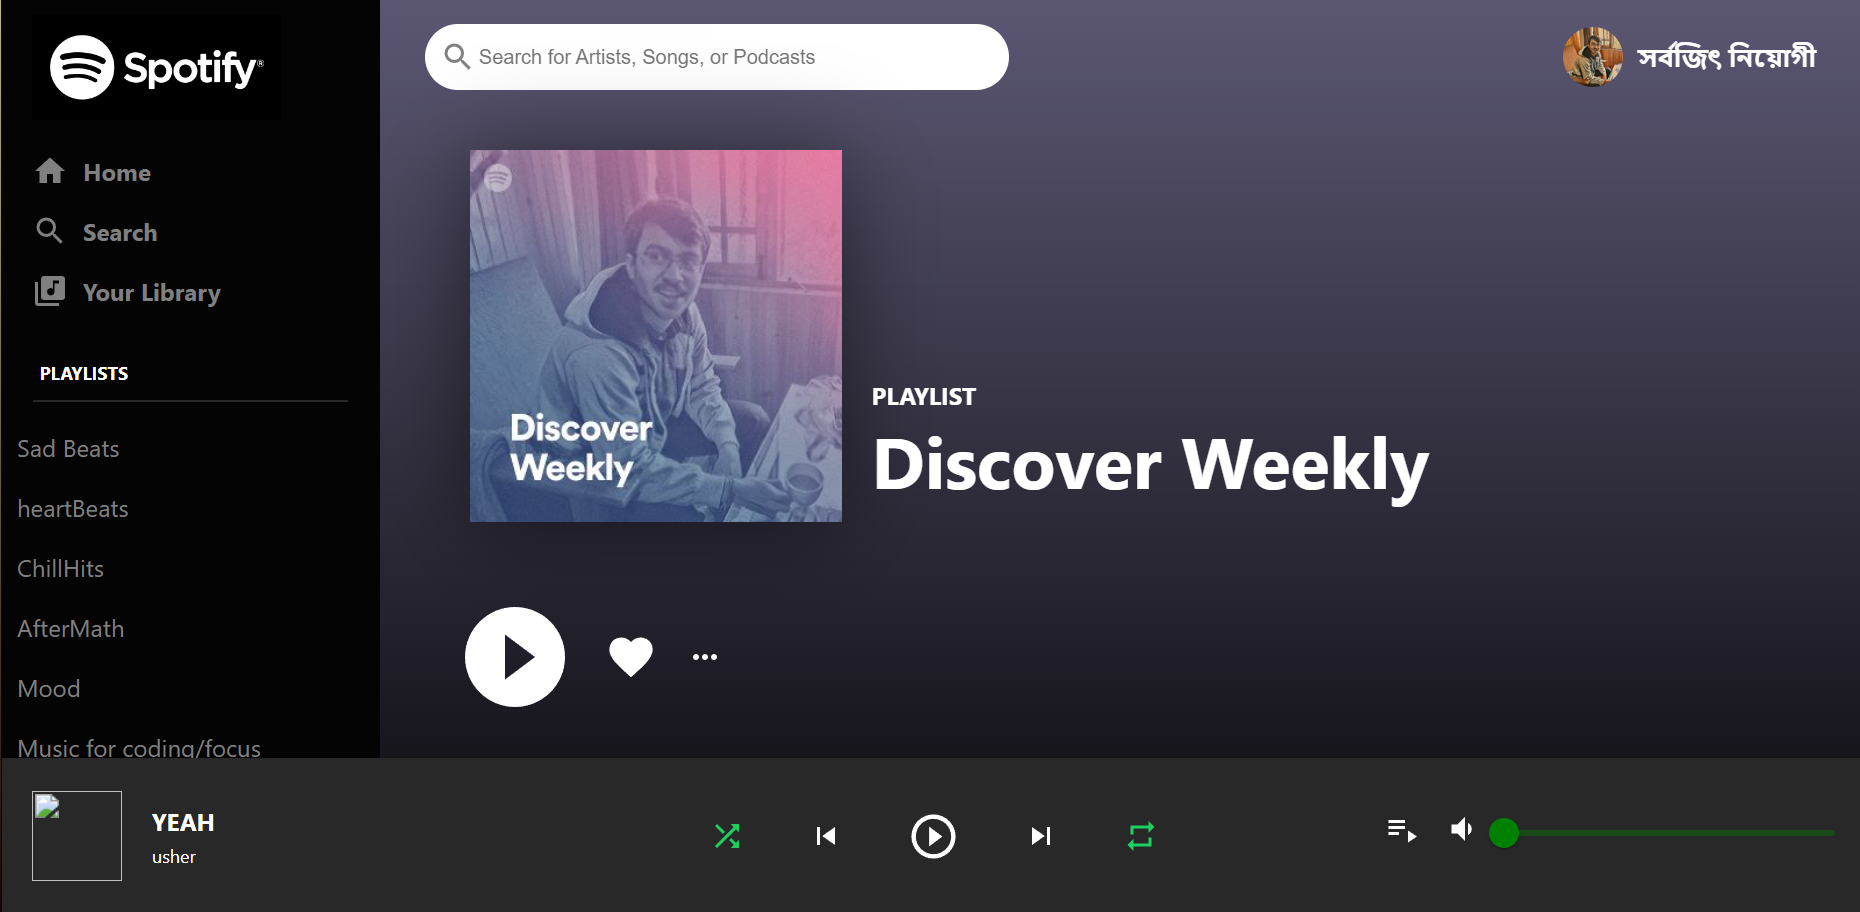 Spotify®
Home
Search
Your Library
PLAYLISTS
Sad Beats
heartBeats
ChillHits
AfterMath
Mood
Music for coding/focus
Search for Artists, Songs, or Podcasts
সর্বজিৎ নিয়োগী
Discover
Weekly
PLAYLIST
Discover Weekly
YEAH
usher